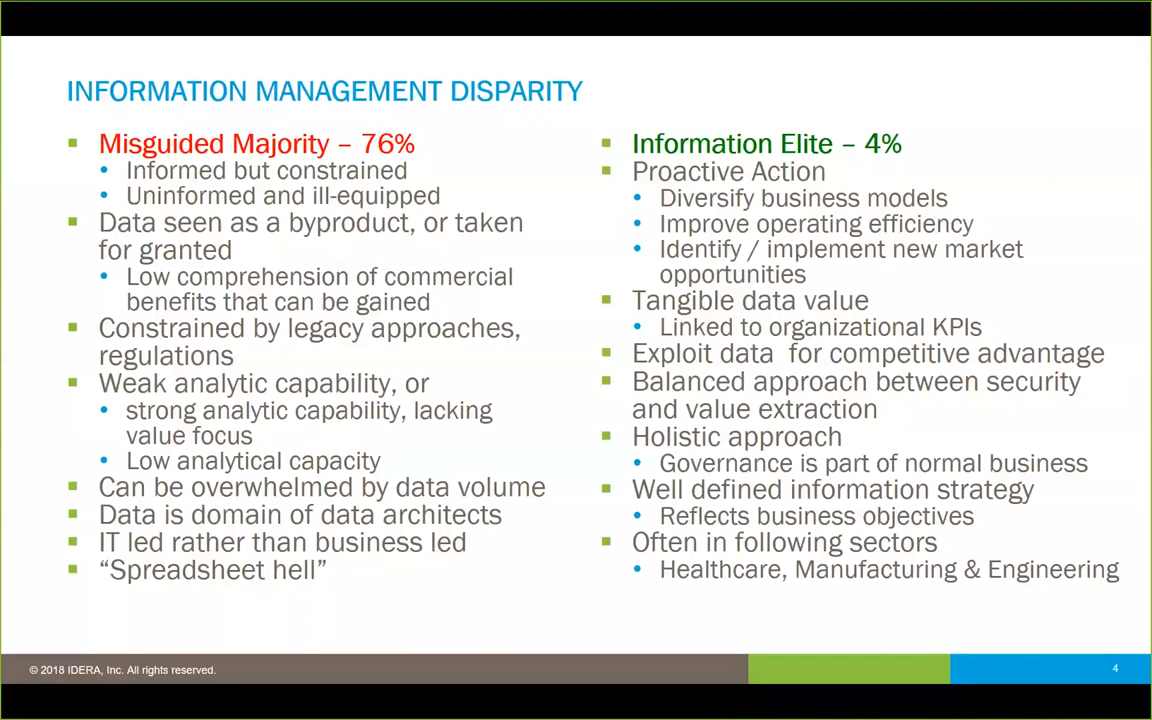 INFORMATION MANAGEMENT DISPARITY
Misguided Majority – 76%
Informed but constrained
Uninformed and ill-equipped
Data seen as a byproduct, or taken
for granted
Low comprehension of commercial
benefits that can be gained
Constrained by legacy approaches,
regulations
Weak analytic capability, or
strong analytic capability, lacking
value focus
Low analytical capacity
Can be overwhelmed by data volume
Data is domain of data architects
IT led rather than business led
“Spreadsheet hell”
Information Elite – 4%
Proactive Action
Diversify business models
Improve operating efficiency
Identify / implement new market
opportunities
Tangible data value
Linked to organizational KPIs
Exploit data  for competitive advantage
Balanced approach between security
and value extraction
Holistic approach
Governance is part of normal business
Well defined information strategy
Reflects business objectives
Often in following sectors
Healthcare, Manufacturing & Engineering
© 2018 IDERA, Inc. All rights reserved.
4